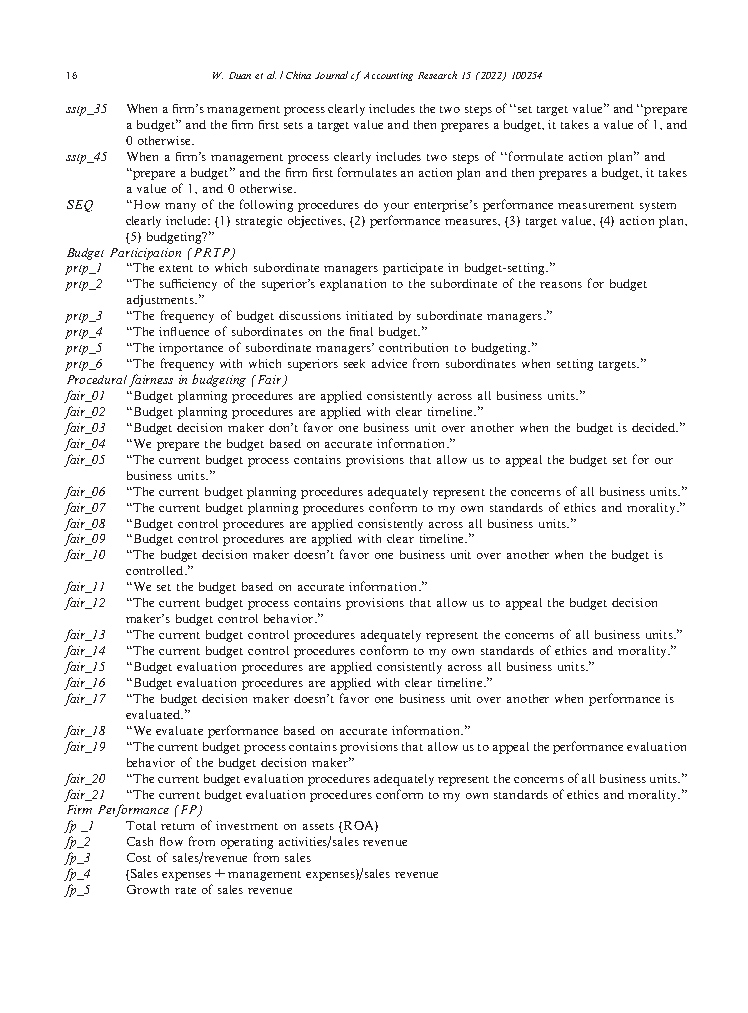 16
W. Duan et al. / China Journal of Accounting Research 15 (2022) 100254
sstp_35 When a firm's management process clearly includes the two steps of “set target value” and “prepare
a budget” and the firm first sets a target value and then prepares a budget, it takes a value of 1, and
0 otherwise.
sstp_45 When a firm's management process clearly includes two steps of “formulate action plan” and
“prepare a budget” and the firm first formulates an action plan and then prepares a budget, it takes
a value of 1, and 0 otherwise.
SEQ “How many of the following procedures do your enterprise's performance measurement system
clearly include: (1) strategic objectives, (2) performance measures, (3) target value, (4) action plan,
(5) budgeting?”
Budget Participation (PRTP)
prtp_1 “The extent to which subordinate managers participate in budget-setting.”
prtp_2 “The sufficiency of the superior's explanation to the subordinate of the reasons for budget
adjustments.”
prtp_3 “The frequency of budget discussions initiated by subordinate managers.”
prtp_4 “The influence of subordinates on the final budget.”
prtp_5 “The importance of subordinate managers' contribution to budgeting.”
prtp_6 “The frequency with which superiors seek advice from subordinates when setting targets.”
Procedural fairness in budgeting (Fair)
fair_01 “Budget planning procedures are applied consistently across all business units.”
fair_02 “Budget planning procedures are applied with clear timeline.”
fair_03 “Budget decision maker don't favor one business unit over another when the budget is decided.”
fair_04 “We prepare the budget based on accurate information.”
fair_05 “The current budget process contains provisions that allow us to appeal the budget set for our
business units.”
fair_06 “The current budget planning procedures adequately represent the concerns of all business units.”
fair_07 “The current budget planning procedures conform to my own standards of ethics and morality.”
fair_08 “Budget control procedures are applied consistently across all business units.”
fair_09 “Budget control procedures are applied with clear timeline.”
fair_10 “The budget decision maker doesn't favor one business unit over another when the budget is
controlled.”
fair_11 “We set the budget based on accurate information.”
fair_12 “The current budget process contains provisions that allow us to appeal the budget decision
maker's budget control behavior.”
fair_13 “The current budget control procedures adequately represent the concerns of all business units.”
fair_14 “The current budget control procedures conform to my own standards of ethics and morality.”
fair_15 “Budget evaluation procedures are applied consistently across all business units.”
fair_16 “Budget evaluation procedures are applied with clear timeline.”
fair_17 “The budget decision maker doesn't favor one business unit over another when performance is
evaluated.”
fair_18 “We evaluate performance based on accurate information.”
fair_19 “The current budget process contains provisions that allow us to appeal the performance evaluation
behavior of the budget decision maker”
fair_20 “The current budget evaluation procedures adequately represent the concerns of all business units.”
fair_21 “The current budget evaluation procedures conform to my own standards of ethics and morality.”
Firm Performance (FP)
fp _1 Total return of investment on assets (ROA)
fp_2 Cash flow from operating activities/sales revenue
fp_3 Cost of sales/revenue from sales
fp_4 (Sales expenses + management expenses)/sales revenue
fp_5 Growth rate of sales revenue